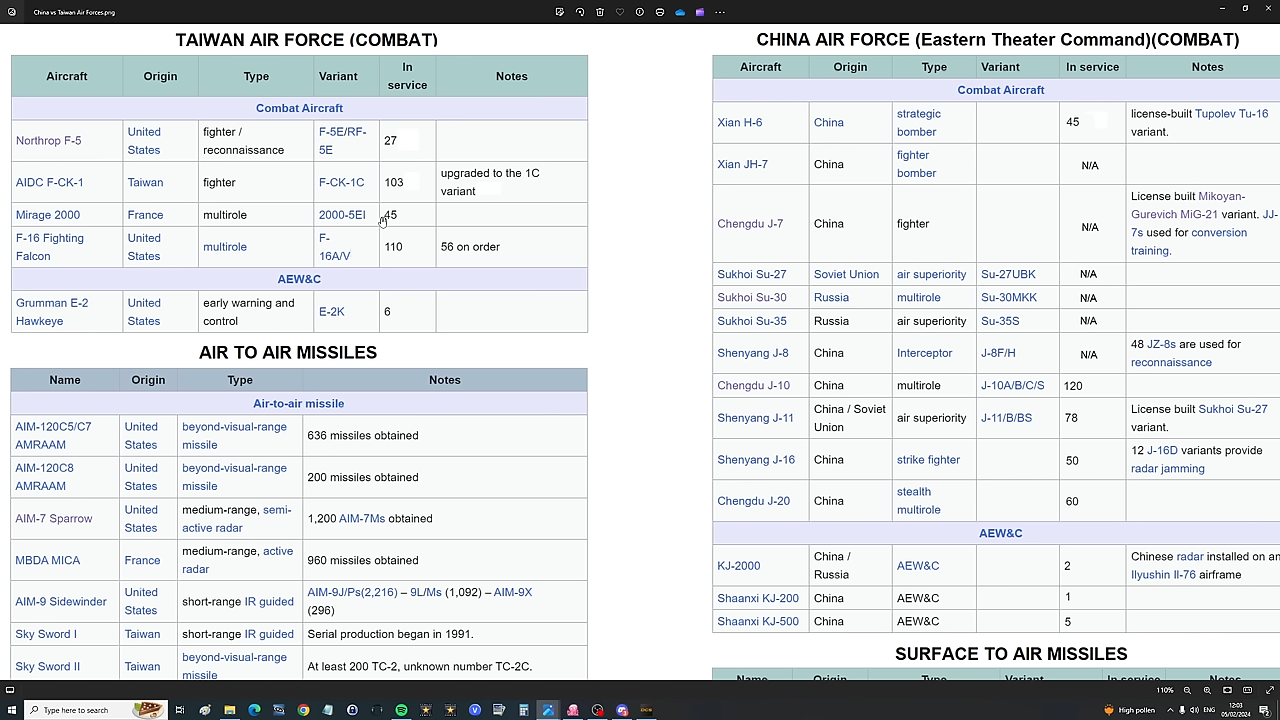 China vs Taiwan Air Forces.png
TAIWAN AIR FORCE (COMBAT)
Aircraft Origin Type Variant In service Notes
Combat Aircraft
Northrop F-5 United States fighter / reconnaissance F-5E/RF-5E 27
AIDC F-CK-1 Taiwan fighter F-CK-1C 103 upgraded to the 1C variant
Mirage 2000 France multirole 2000-5EI 45
F-16 Fighting Falcon United States multirole F-16A/V 110 56 on order
AEW&C
Grumman E-2 Hawkeye United States early warning and control E-2K 6
AIR TO AIR MISSILES
Name Origin Type Notes
Air-to-air missile
AIM-120C5/C7 AMRAAM United States beyond-visual-range missile 636 missiles obtained
AIM-120C8 AMRAAM United States beyond-visual-range missile 200 missiles obtained
AIM-7 Sparrow United States medium-range, semi-active radar 1,200 AIM-7Ms obtained
MBDA MICA France medium-range, active radar 960 missiles obtained
AIM-9 Sidewinder United States short-range IR guided AIM-9J/Ps(2,216) – 9L/Ms (1,092) – AIM-9X (296)
Sky Sword I Taiwan short-range IR guided Serial production began in 1991.
Sky Sword II Taiwan beyond-visual-range missile At least 200 TC-2, unknown number TC-2C.
CHINA AIR FORCE (Eastern Theater Command)(COMBAT)
Aircraft Origin Type Variant In service Notes
Combat Aircraft
Xian H-6 China strategic bomber 45 license-built Tupolev Tu-16 variant.
Xian JH-7 China fighter bomber N/A
Chengdu J-7 China fighter N/A License built Mikoyan-Gurevich MiG-21 variant. JJ-7s used for conversion training.
Sukhoi Su-27 Soviet Union air superiority Su-27UBK N/A
Sukhoi Su-30 Russia multirole Su-30MKK N/A
Sukhoi Su-35 Russia air superiority Su-35S N/A
Shenyang J-8 China Interceptor J-8F/H N/A 48 JZ-8s are used for reconnaissance
Chengdu J-10 China multirole J-10A/B/C/S 120
Shenyang J-11 China / Soviet Union air superiority J-11/B/BS 78 License built Sukhoi Su-27 variant.
Shenyang J-16 China strike fighter 50 12 J-16D variants provide radar jamming
Chengdu J-20 China stealth multirole 60
AEW&C
KJ-2000 China / Russia AEW&C 2 Chinese radar installed on an Ilyushin Il-76 airframe
Shaanxi KJ-200 China AEW&C 1
Shaanxi KJ-500 China AEW&C 5
SURFACE TO AIR MISSILES
Name Origin Type Variant In service Notes
110%
Type here to search
High pollen
ENG
12:03
05/02/2024